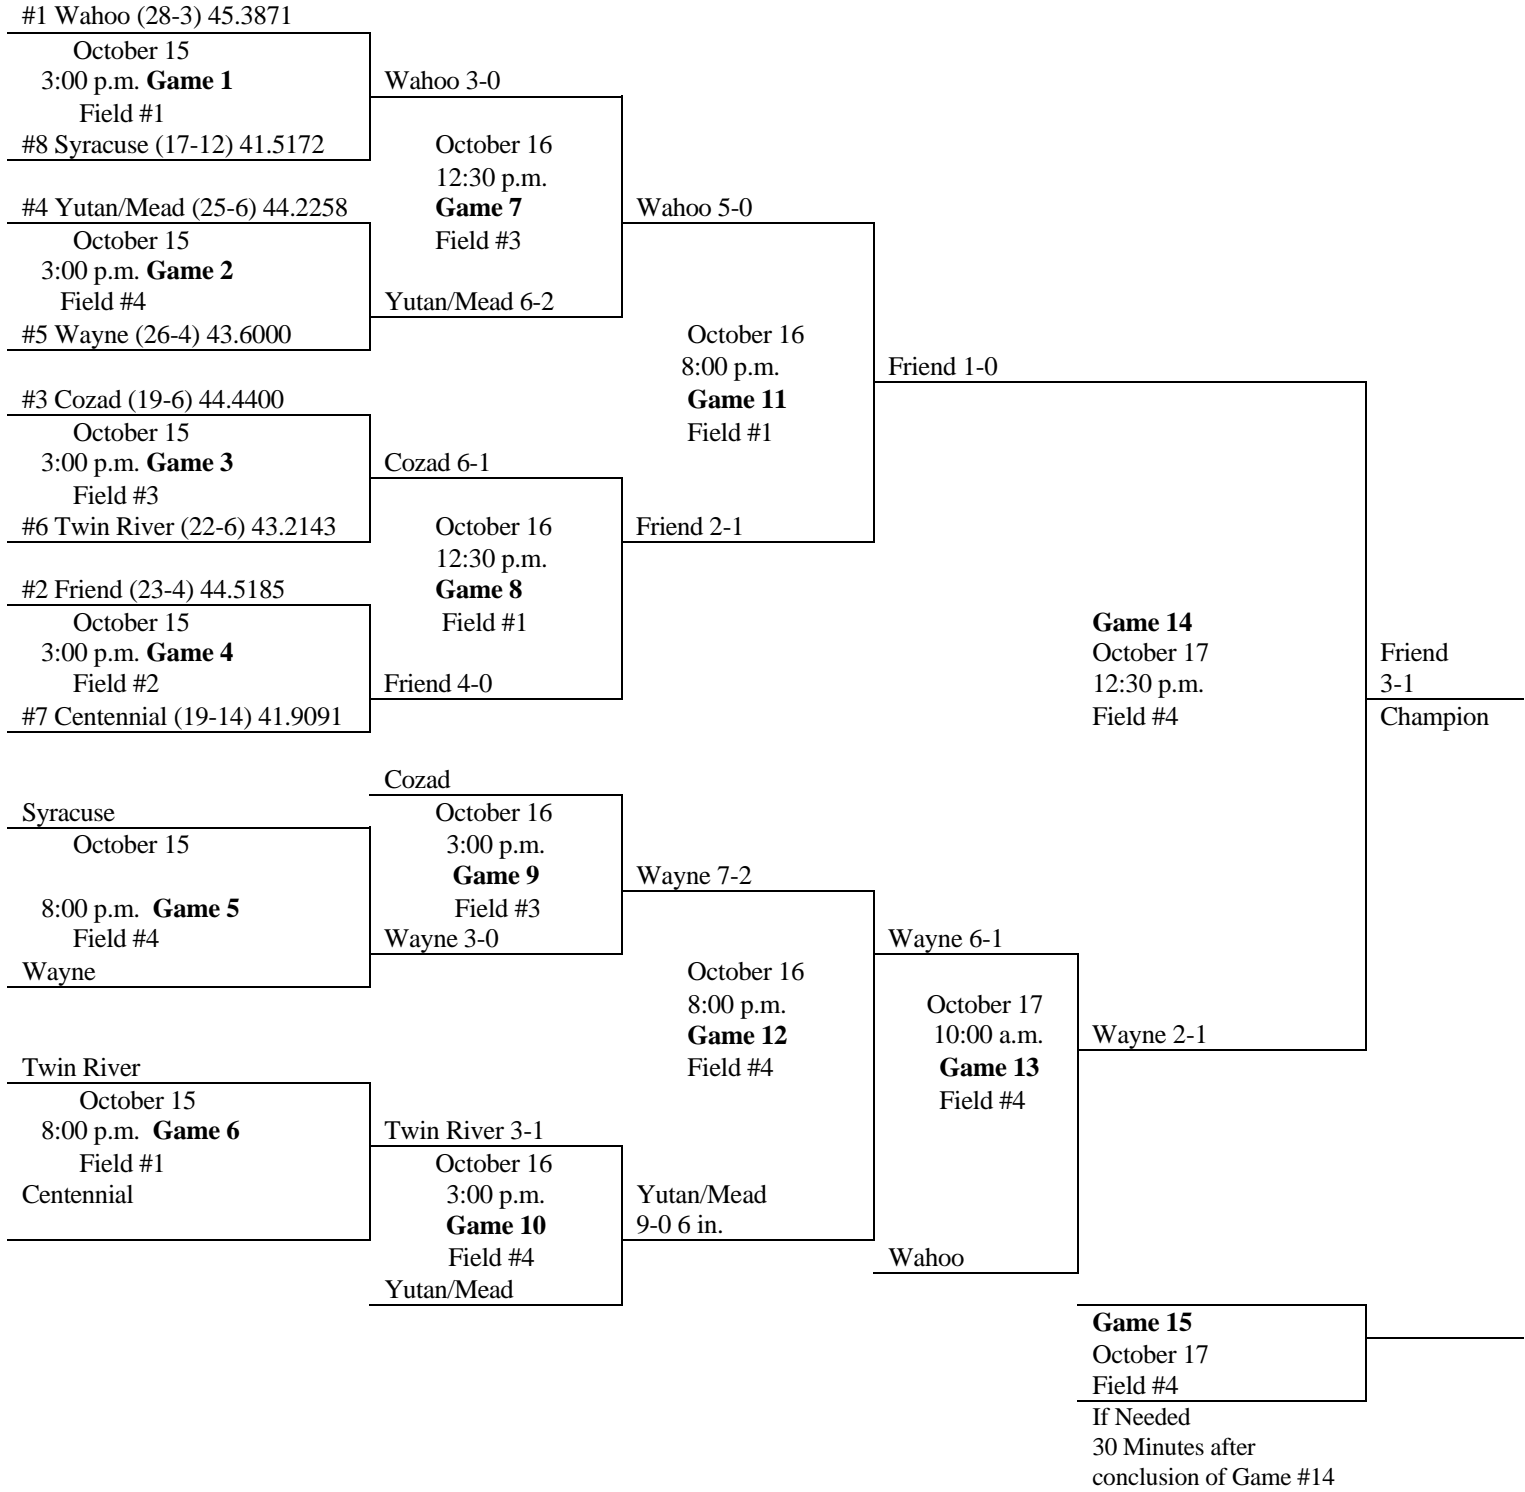 #1 Wahoo (28-3) 45.3871
October 15
3:00 p.m. Game 1
Field #1
#8 Syracuse (17-12) 41.5172
#4 Yutan/Mead (25-6) 44.2258
October 15
3:00 p.m. Game 2
Field #4
#5 Wayne (26-4) 43.6000
#3 Cozad (19-6) 44.4400
October 15
3:00 p.m. Game 3
Field #3
#6 Twin River (22-6) 43.2143
#2 Friend (23-4) 44.5185
October 15
3:00 p.m. Game 4
Field #2
#7 Centennial (19-14) 41.9091
Syracuse
October 15
8:00 p.m. Game 5
Field #4
Wayne
Twin River
October 15
8:00 p.m. Game 6
Field #1
Centennial
Wahoo 3-0
October 16
12:30 p.m.
Game 7
Field #3
Yutan/Mead 6-2
Cozad 6-1
October 16
12:30 p.m.
Game 8
Field #1
Friend 4-0
Cozad
October 16
3:00 p.m.
Game 9
Field #3
Wayne 3-0
Twin River 3-1
October 16
3:00 p.m.
Game 10
Field #4
Yutan/Mead
Wahoo 5-0
October 16
8:00 p.m.
Game 11
Field #1
Friend 2-1
Wayne 7-2
October 16
8:00 p.m.
Game 12
Field #4
Yutan/Mead
9-0 6 in.
Friend 1-0
Wayne 6-1
October 17
10:00 a.m.
Game 13
Field #4
Wahoo
Game 14
October 17
12:30 p.m.
Field #4
Wayne 2-1
Friend
3-1
Champion
Game 15
October 17
Field #4
If Needed
30 Minutes after
conclusion of Game #14